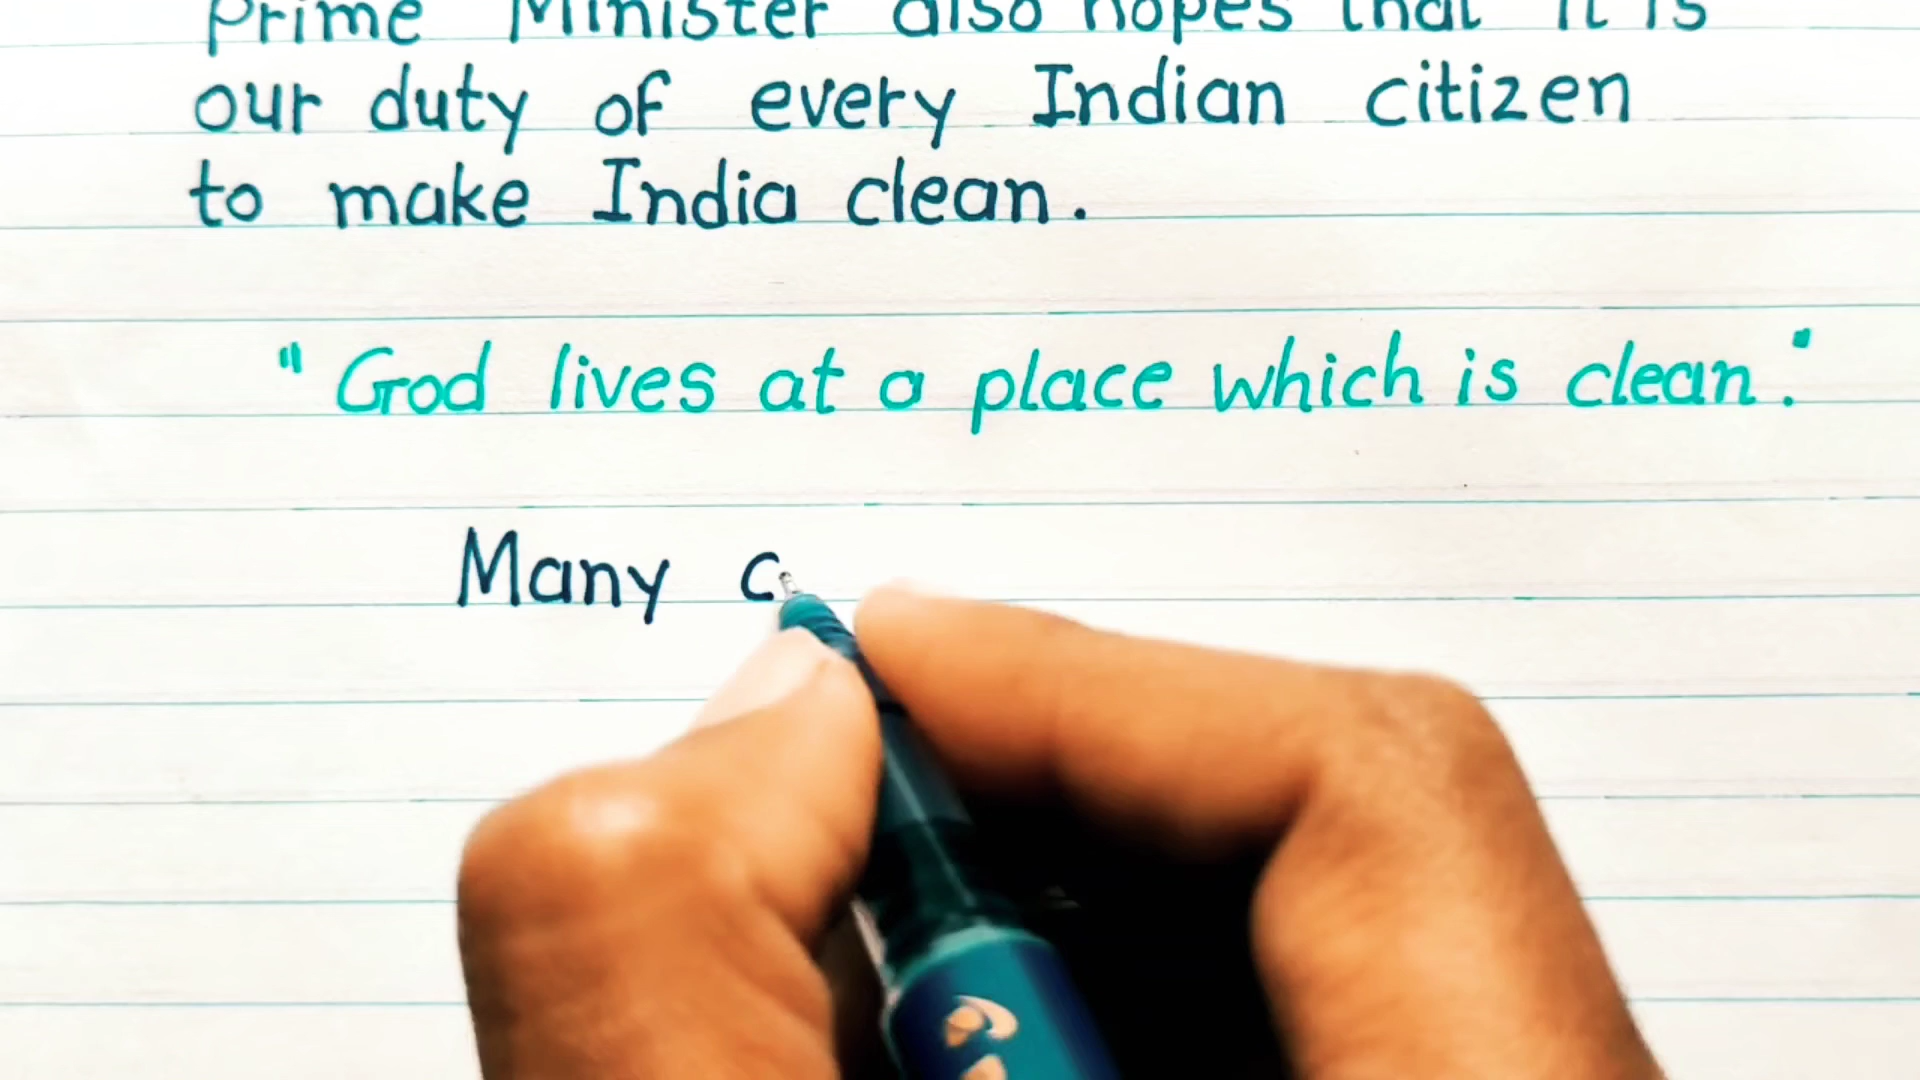 Prime Minister also hopes that it is
our duty of every Indian citizen
to make India clean.
"God lives at a place which is clean."
Many c